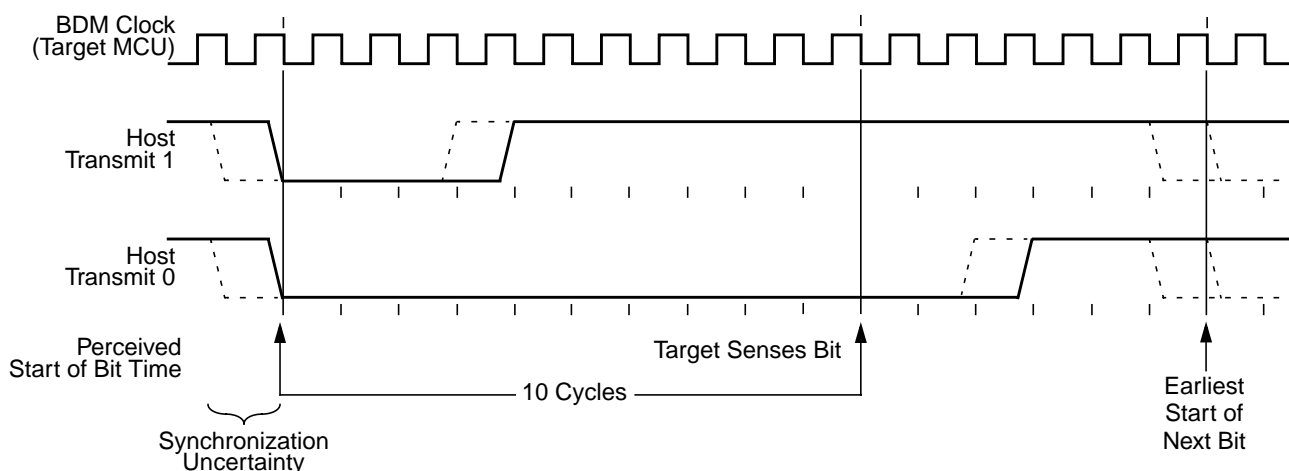 BDM Clock
(Target MCU)
Host
Transmit 1
Host
Transmit 0
Perceived
Start of Bit Time
Target Senses Bit
10 Cycles
Earliest
Start of
Next Bit
Synchronization
Uncertainty